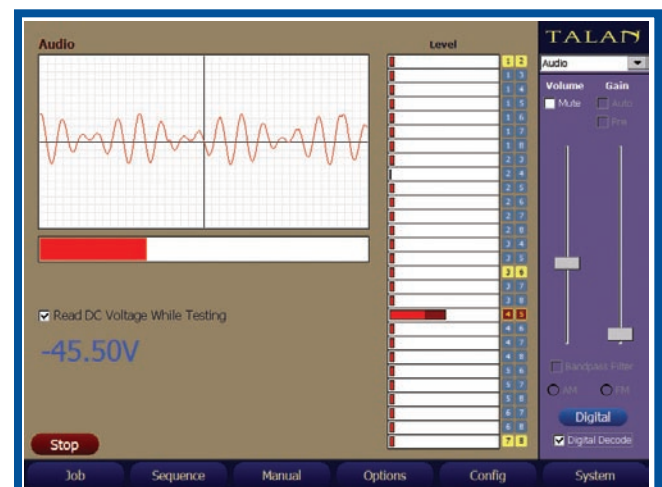 TALAN
Audio
Level
Audio
Volume Gain
Mute Auto
Pre
1 2
1 3
1 4
1 5
1 6
1 7
1 8
2 3
2 4
2 5
2 6
2 7
2 8
3 4
3 5
3 6
3 7
3 8
4 5
4 6
4 7
4 8
5 6
5 7
5 8
6 7
6 8
7 8
Read DC Voltage While Testing
-45.50V
Bandpass Filter
AM FM
Digital
Digital Decode
Stop
Job Sequence Manual Options Config System